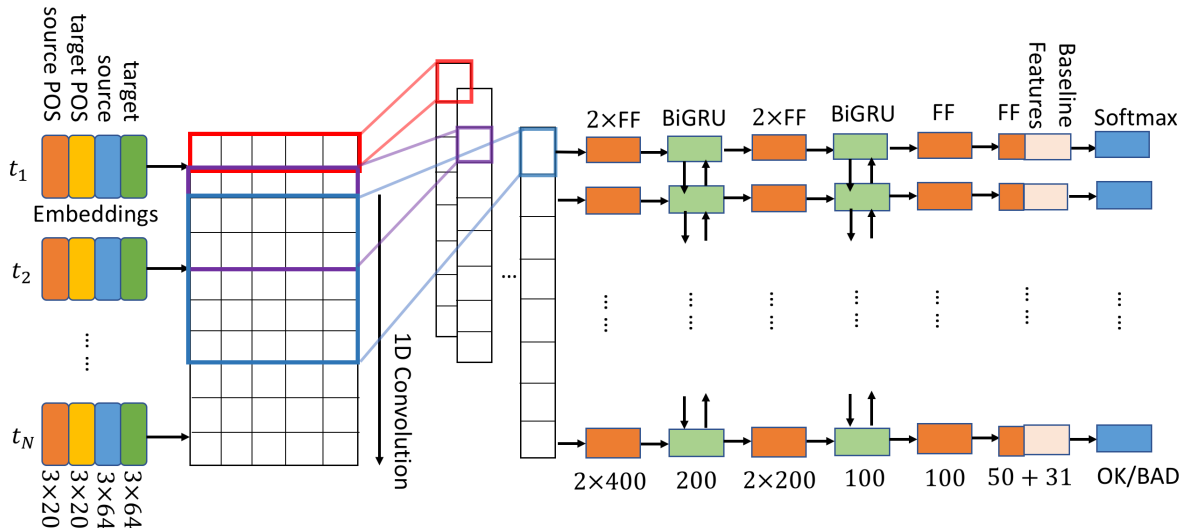 source POS
target POS
source
target
t₁
Embeddings
t₂
......
t_N
3×20
3×20
3×64
3×64
1D Convolution
...
2×FF
BiGRU
2×FF
BiGRU
FF
FF
Baseline
Features
Softmax
......
......
......
......
......
......
2×400
200
2×200
100
100
50 + 31
OK/BAD